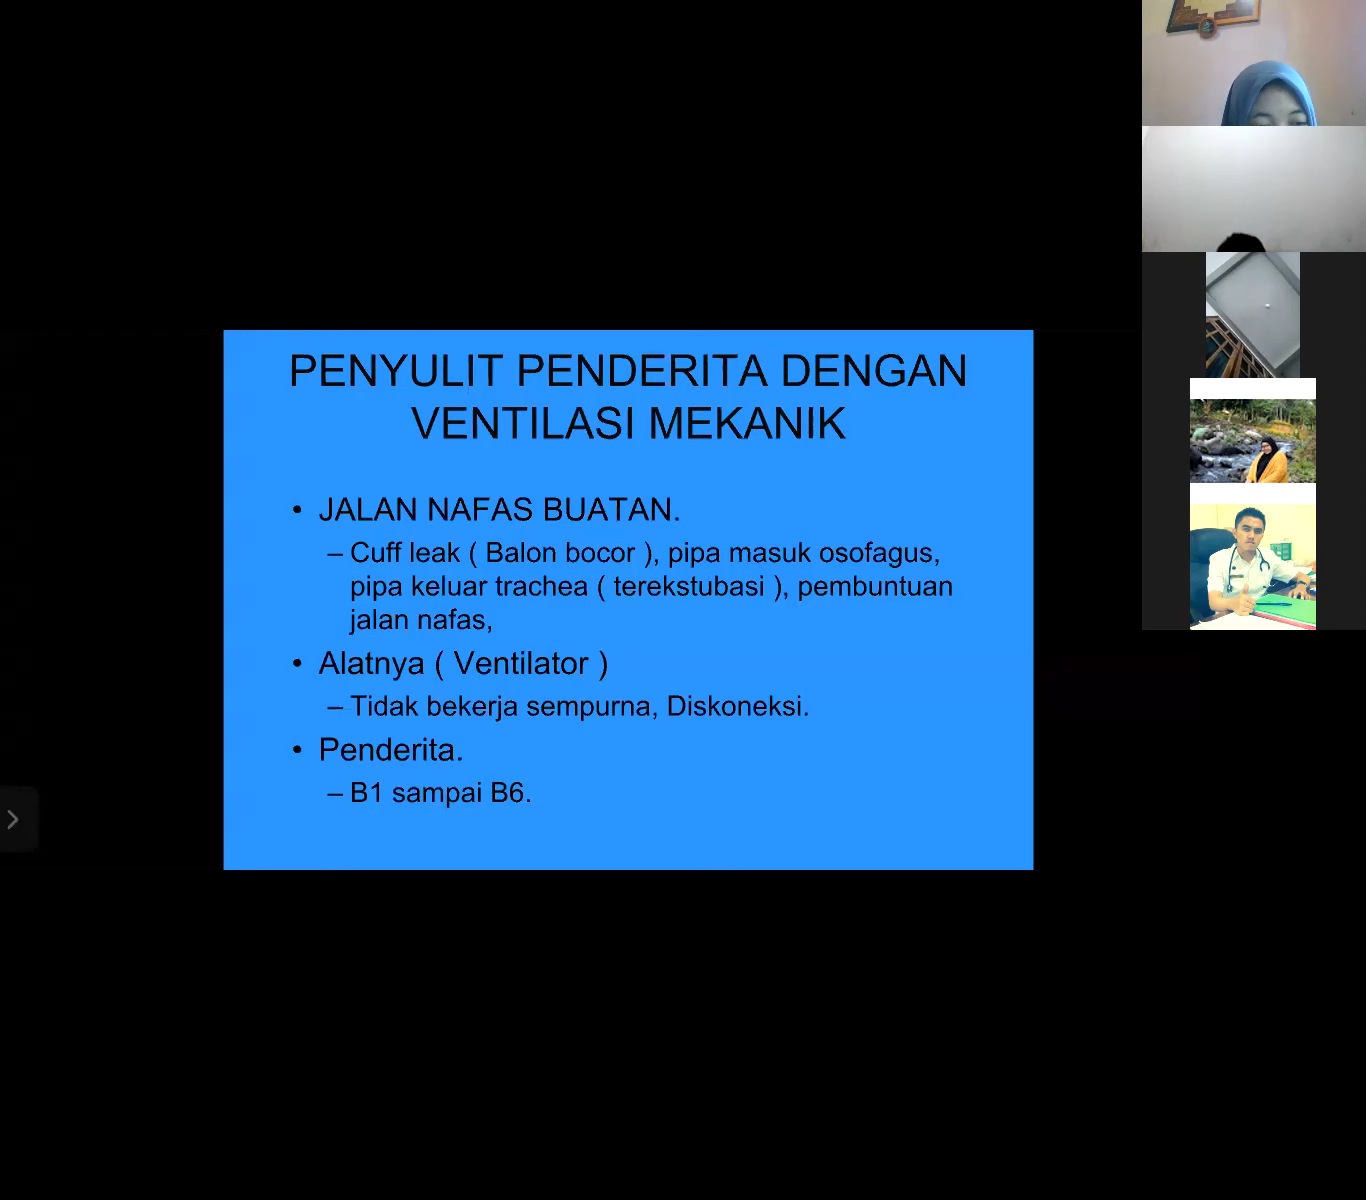 PENYULIT PENDERITA DENGAN
VENTILASI MEKANIK
• JALAN NAFAS BUATAN.
– Cuff leak ( Balon bocor ), pipa masuk osofagus,
pipa keluar trachea ( terekstubasi ), pembuntuan
jalan nafas,
• Alatnya ( Ventilator )
– Tidak bekerja sempurna, Diskoneksi.
• Penderita.
– B1 sampai B6.